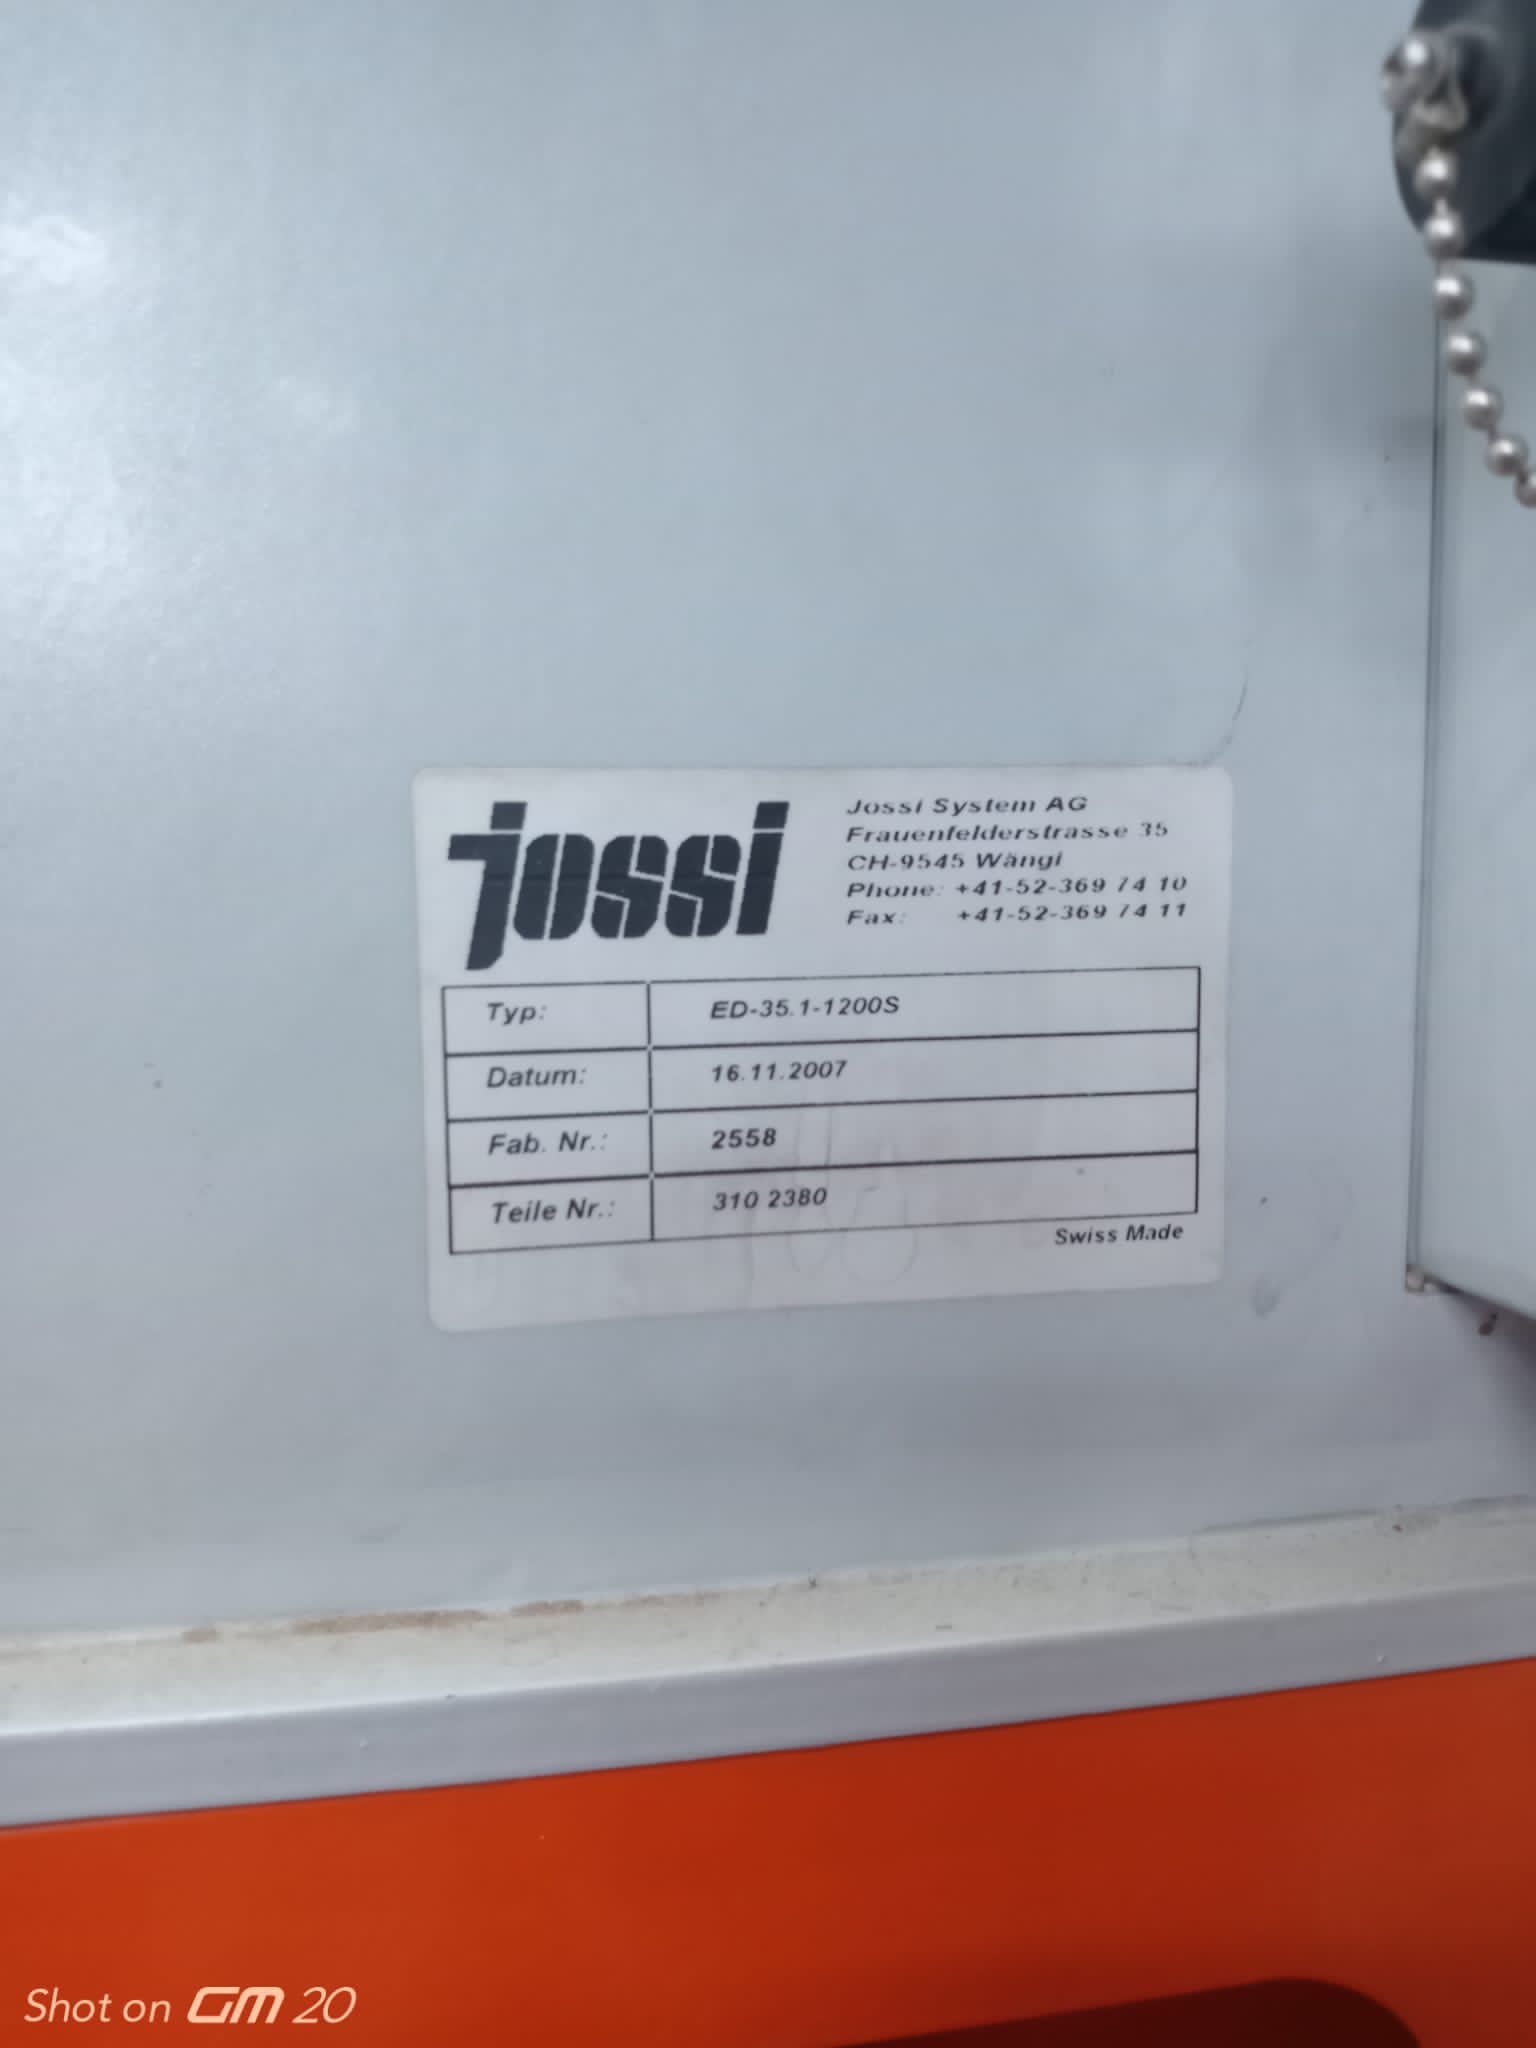 jossi
Jossi System AG
Frauenfelderstrasse 35
CH-9545 Wängi
Phone: +41-52-369 74 10
Fax: +41-52-369 74 11
Typ: ED-35.1-1200S
Datum: 16.11.2007
Fab. Nr.: 2558
Teile Nr.: 310 2380
Swiss Made
Shot on GM 20